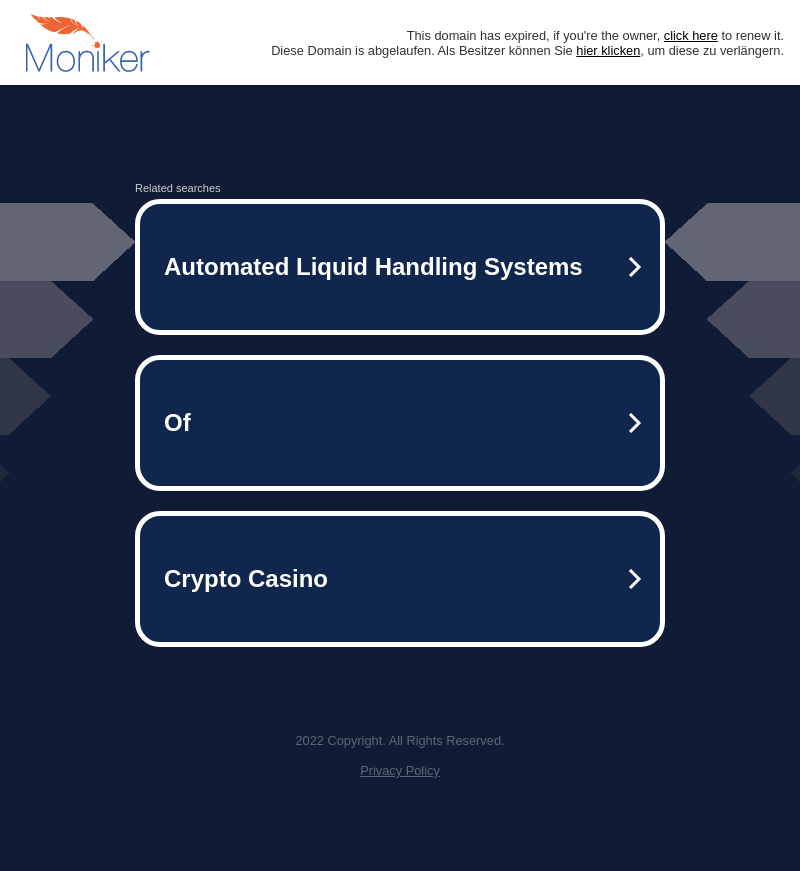 Moniker
This domain has expired, if you're the owner, click here to renew it.
Diese Domain is abgelaufen. Als Besitzer können Sie hier klicken, um diese zu verlängern.
Related searches
Automated Liquid Handling Systems
Of
Crypto Casino
2022 Copyright. All Rights Reserved.
Privacy Policy